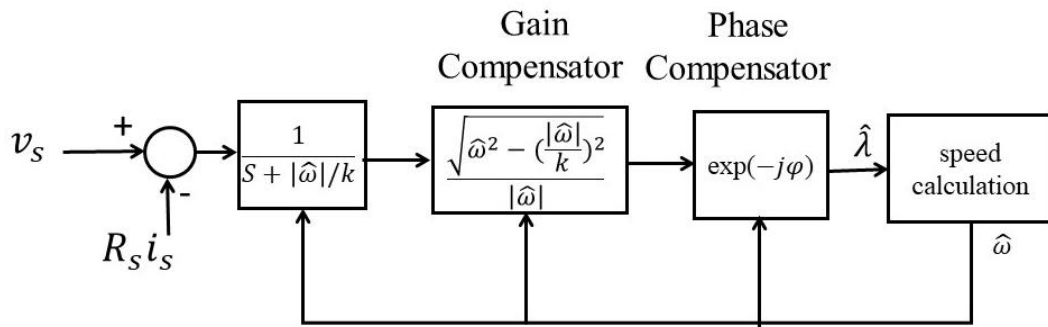 Gain
Compensator
Phase
Compensator
v_s
+
-
R_s i_s
1
S + |ω̂|/k
√(ω̂² − (|ω̂|/k)²)
|ω̂|
exp(−jφ)
λ̂
speed
calculation
ω̂